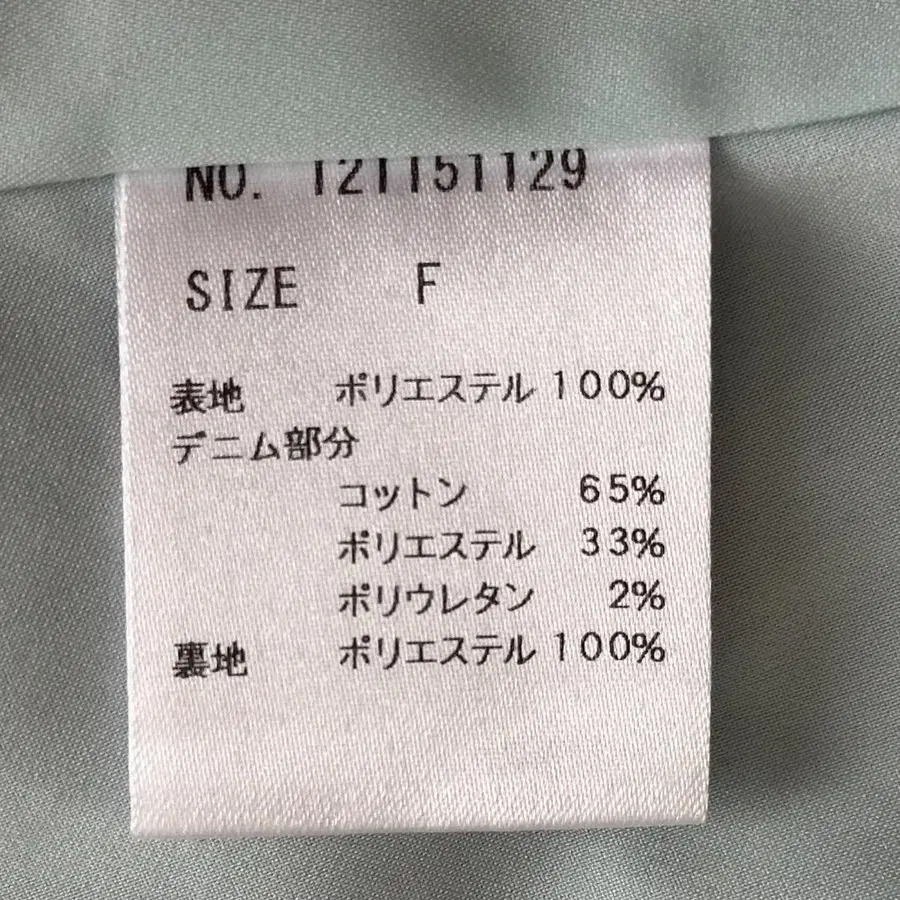 NO. 121151129
SIZE F
表地 ポリエステル 100%
デニム部分
コットン 65%
ポリエステル 33%
ポリウレタン 2%
裏地 ポリエステル 100%